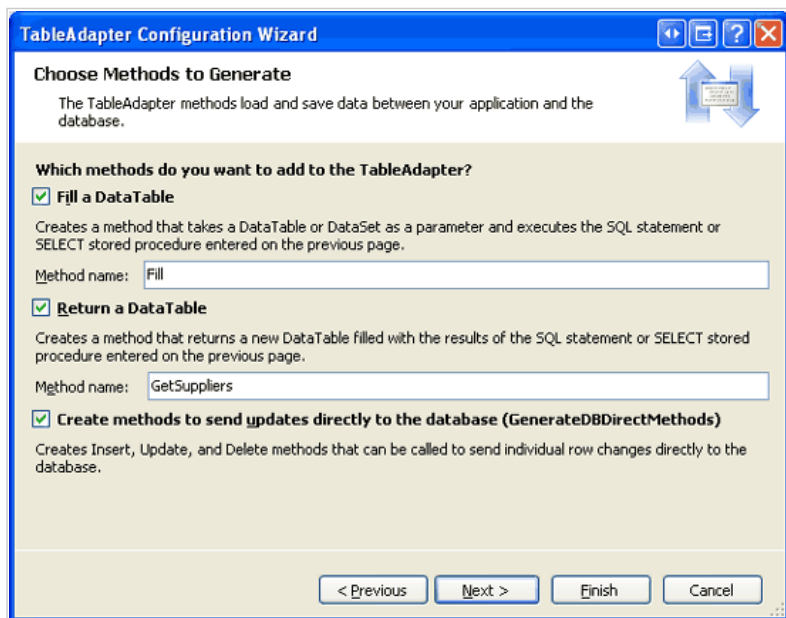 TableAdapter Configuration Wizard
Choose Methods to Generate
The TableAdapter methods load and save data between your application and the
database.
Which methods do you want to add to the TableAdapter?
Fill a DataTable
Creates a method that takes a DataTable or DataSet as a parameter and executes the SQL statement or
SELECT stored procedure entered on the previous page.
Method name: Fill
Return a DataTable
Creates a method that returns a new DataTable filled with the results of the SQL statement or SELECT stored
procedure entered on the previous page.
Method name: GetSuppliers
Create methods to send updates directly to the database (GenerateDBDirectMethods)
Creates Insert, Update, and Delete methods that can be called to send individual row changes directly to the
database.
< Previous Next > Finish Cancel